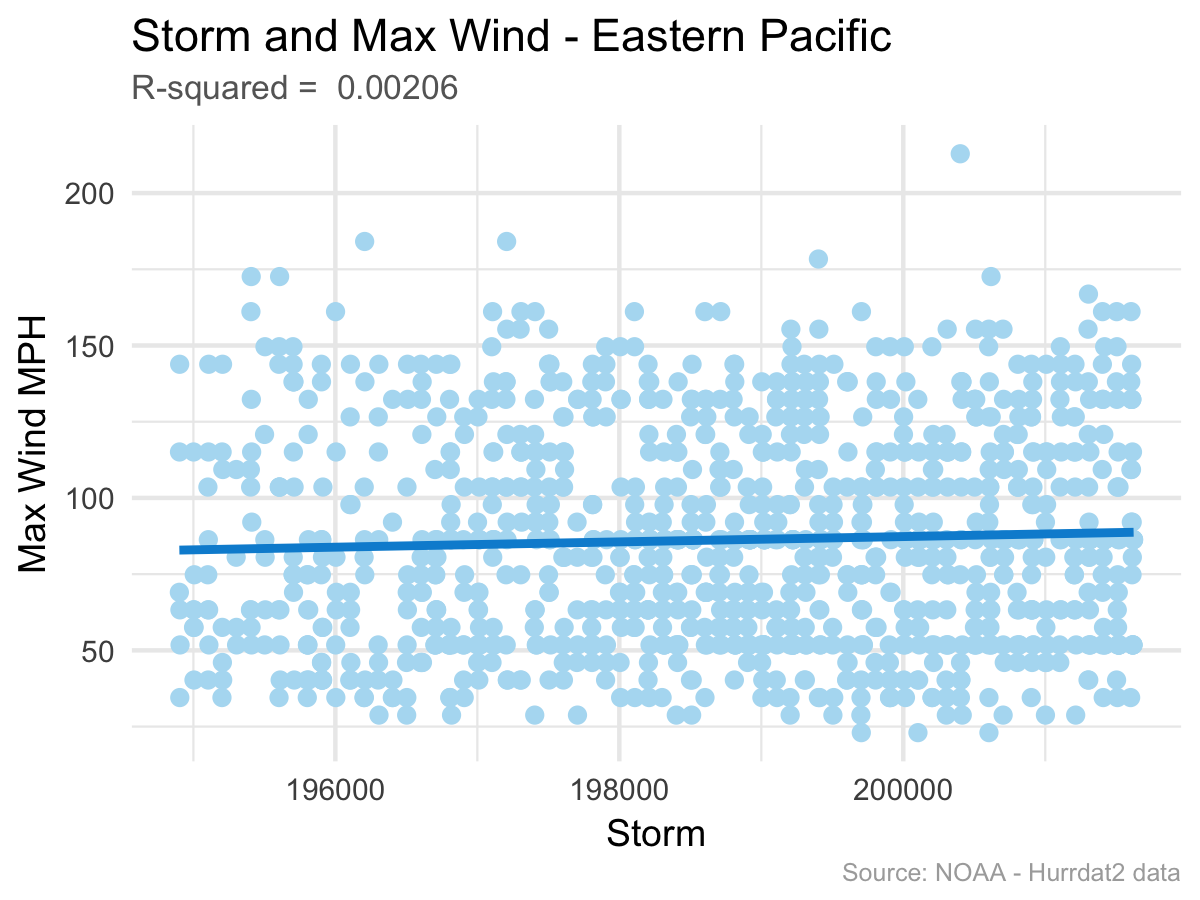 Storm and Max Wind - Eastern Pacific
R-squared =  0.00206
Max Wind MPH
200
150
100
50
196000
198000
200000
Storm
Source: NOAA - Hurrdat2 data